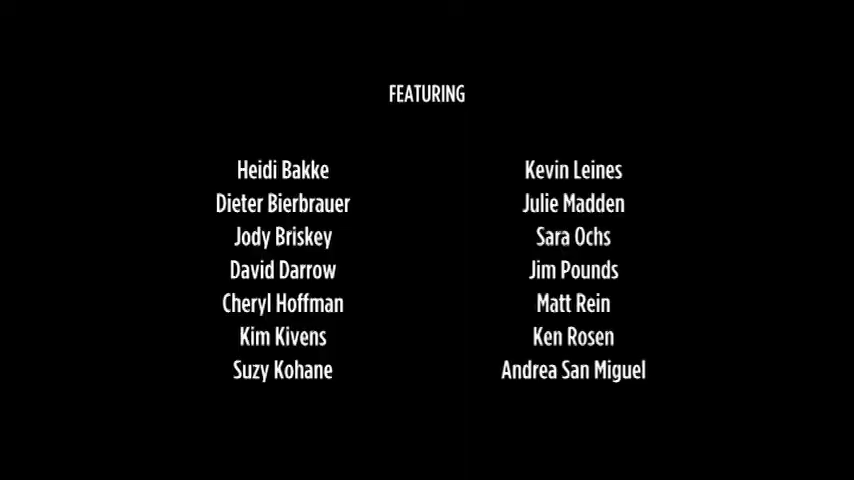 FEATURING
Heidi Bakke
Dieter Bierbrauer
Jody Briskey
David Darrow
Cheryl Hoffman
Kim Kivens
Suzy Kohane
Kevin Leines
Julie Madden
Sara Ochs
Jim Pounds
Matt Rein
Ken Rosen
Andrea San Miguel